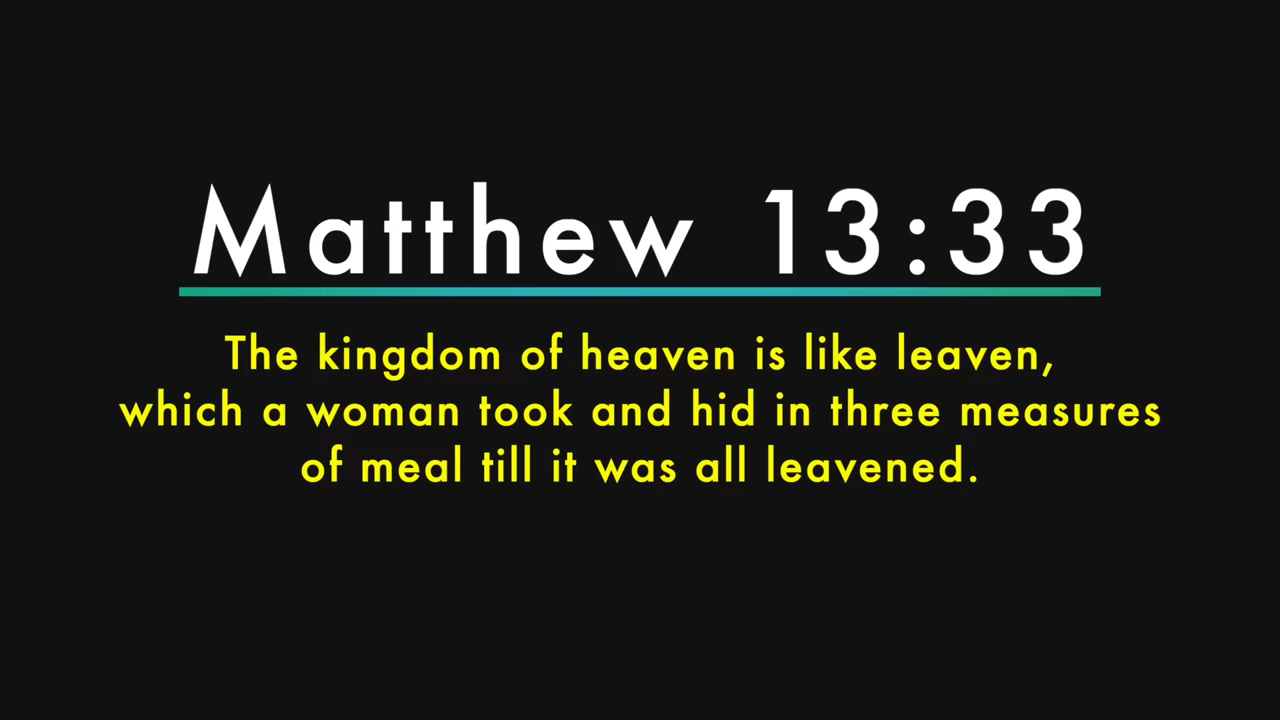 Matthew 13:33
The kingdom of heaven is like leaven,
which a woman took and hid in three measures
of meal till it was all leavened.